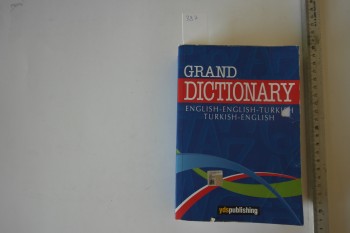 GRAND
DICTIONARY
ENGLISH-ENGLISH-TURKISH
TURKISH-ENGLISH
ydspublishing